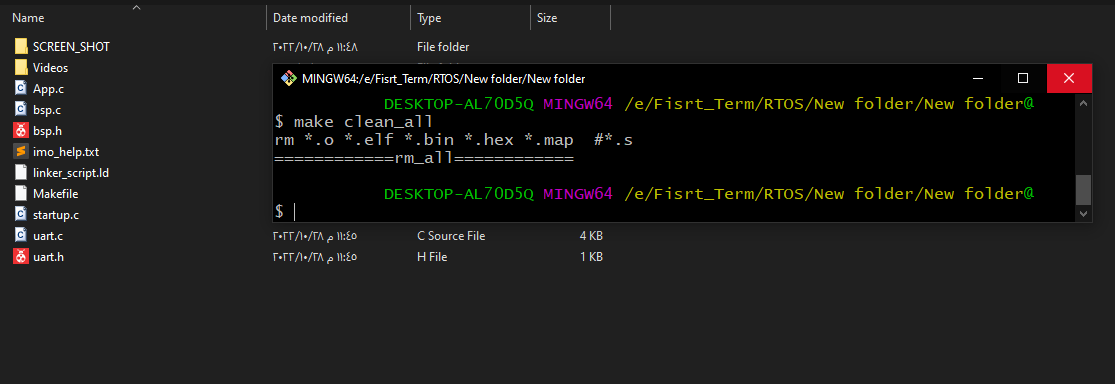 Name Date modified Type Size
SCREEN_SHOT ٢٠٢٢/١٠/٢٨ ١١:٤٨ م File folder
Videos
App.c
bsp.c
bsp.h
imo_help.txt
linker_script.ld
Makefile
startup.c
uart.c ٢٠٢٢/١٠/٢٨ ١١:٤٥ م C Source File 4 KB
uart.h ٢٠٢٢/١٠/٢٨ ١١:٤٥ م H File 1 KB
MINGW64:/e/Fisrt_Term/RTOS/New folder/New folder
DESKTOP-AL70D5Q MINGW64 /e/Fisrt_Term/RTOS/New folder/New folder@
$ make clean_all
rm *.o *.elf *.bin *.hex *.map  #*.s
============rm_all============
DESKTOP-AL70D5Q MINGW64 /e/Fisrt_Term/RTOS/New folder/New folder@
$